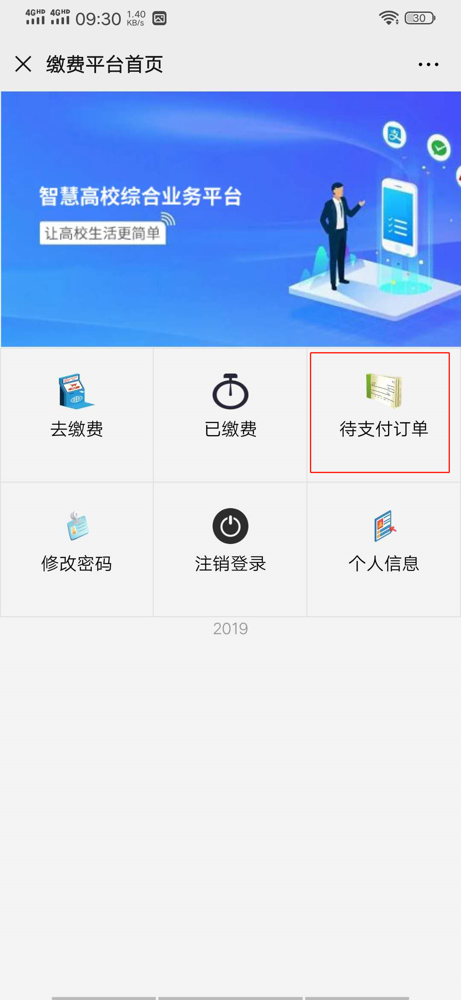 4GHD 4GHD 09:30 1.40 KB/s 30
缴费平台首页
智慧高校综合业务平台
让高校生活更简单
去缴费 已缴费 待支付订单
修改密码 注销登录 个人信息
2019